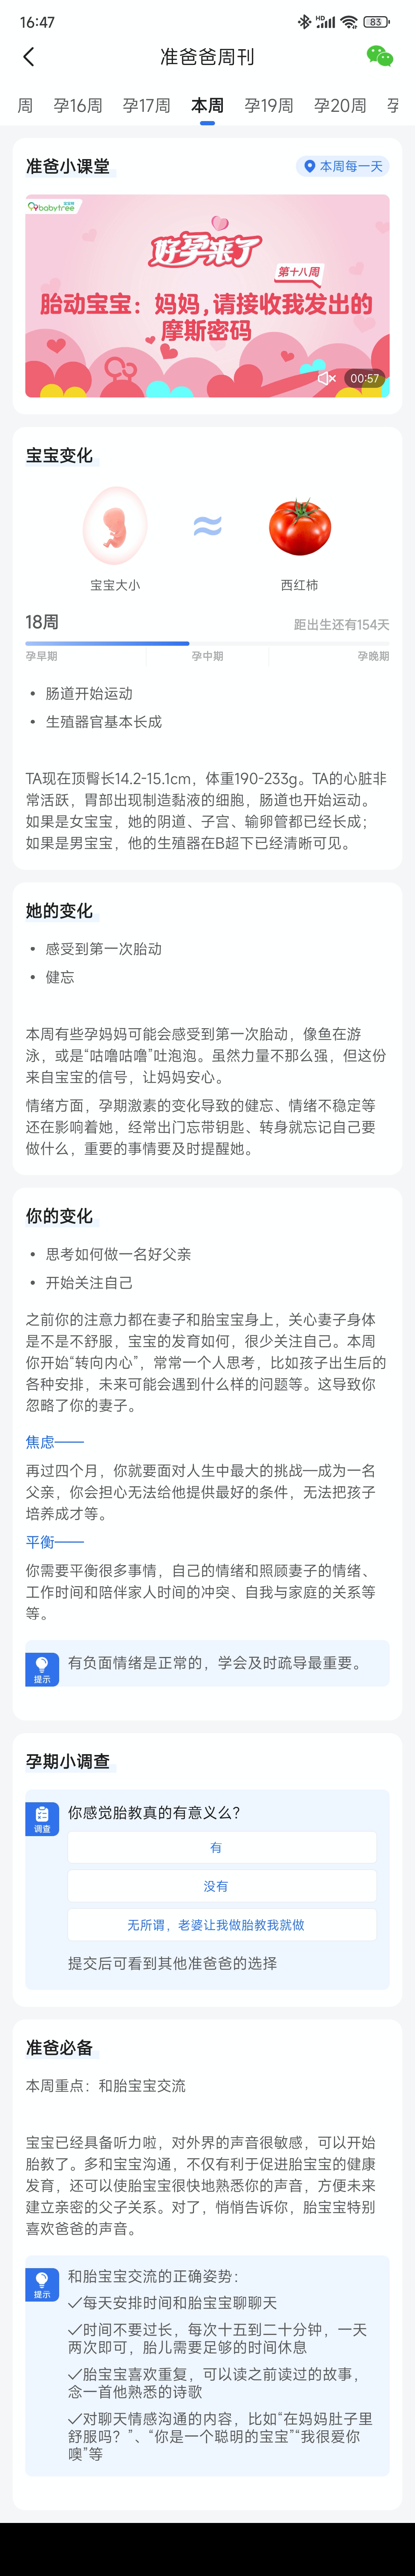 16:47
HD
83
准爸爸周刊
周 孕16周 孕17周 本周 孕19周 孕20周
准爸小课堂
本周每一天
babytree
好孕来了
第十八周
胎动宝宝：妈妈，请接收我发出的
摩斯密码
00:57
宝宝变化
≈
宝宝大小 西红柿
18周 距出生还有154天
孕早期 孕中期 孕晚期
• 肠道开始运动
• 生殖器官基本长成
TA现在顶臀长14.2-15.1cm，体重190-233g。TA的心脏非
常活跃，胃部出现制造黏液的细胞，肠道也开始运动。
如果是女宝宝，她的阴道、子宫、输卵管都已经长成；
如果是男宝宝，他的生殖器在B超下已经清晰可见。
她的变化
• 感受到第一次胎动
• 健忘
本周有些孕妈妈可能会感受到第一次胎动，像鱼在游
泳，或是“咕噜咕噜”吐泡泡。虽然力量不那么强，但这份
来自宝宝的信号，让妈妈安心。
情绪方面，孕期激素的变化导致的健忘、情绪不稳定等
还在影响着她，经常出门忘带钥匙、转身就忘记自己要
做什么，重要的事情要及时提醒她。
你的变化
• 思考如何做一名好父亲
• 开始关注自己
之前你的注意力都在妻子和胎宝宝身上，关心妻子身体
是不是不舒服，宝宝的发育如何，很少关注自己。本周
你开始“转向内心”，常常一个人思考，比如孩子出生后的
各种安排，未来可能会遇到什么样的问题等。这导致你
忽略了你的妻子。
焦虑——
再过四个月，你就要面对人生中最大的挑战—成为一名
父亲，你会担心无法给他提供最好的条件，无法把孩子
培养成才等。
平衡——
你需要平衡很多事情，自己的情绪和照顾妻子的情绪、
工作时间和陪伴家人时间的冲突、自我与家庭的关系等
等。
提示
有负面情绪是正常的，学会及时疏导最重要。
孕期小调查
调查
你感觉胎教真的有意义么？
有
没有
无所谓，老婆让我做胎教我就做
提交后可看到其他准爸爸的选择
准爸必备
本周重点：和胎宝宝交流
宝宝已经具备听力啦，对外界的声音很敏感，可以开始
胎教了。多和宝宝沟通，不仅有利于促进胎宝宝的健康
发育，还可以使胎宝宝很快地熟悉你的声音，方便未来
建立亲密的父子关系。对了，悄悄告诉你，胎宝宝特别
喜欢爸爸的声音。
提示
和胎宝宝交流的正确姿势：
✓每天安排时间和胎宝宝聊聊天
✓时间不要过长，每次十五到二十分钟，一天
两次即可，胎儿需要足够的时间休息
✓胎宝宝喜欢重复，可以读之前读过的故事，
念一首他熟悉的诗歌
✓对聊天情感沟通的内容，比如“在妈妈肚子里
舒服吗？”、“你是一个聪明的宝宝”“我很爱你
噢”等